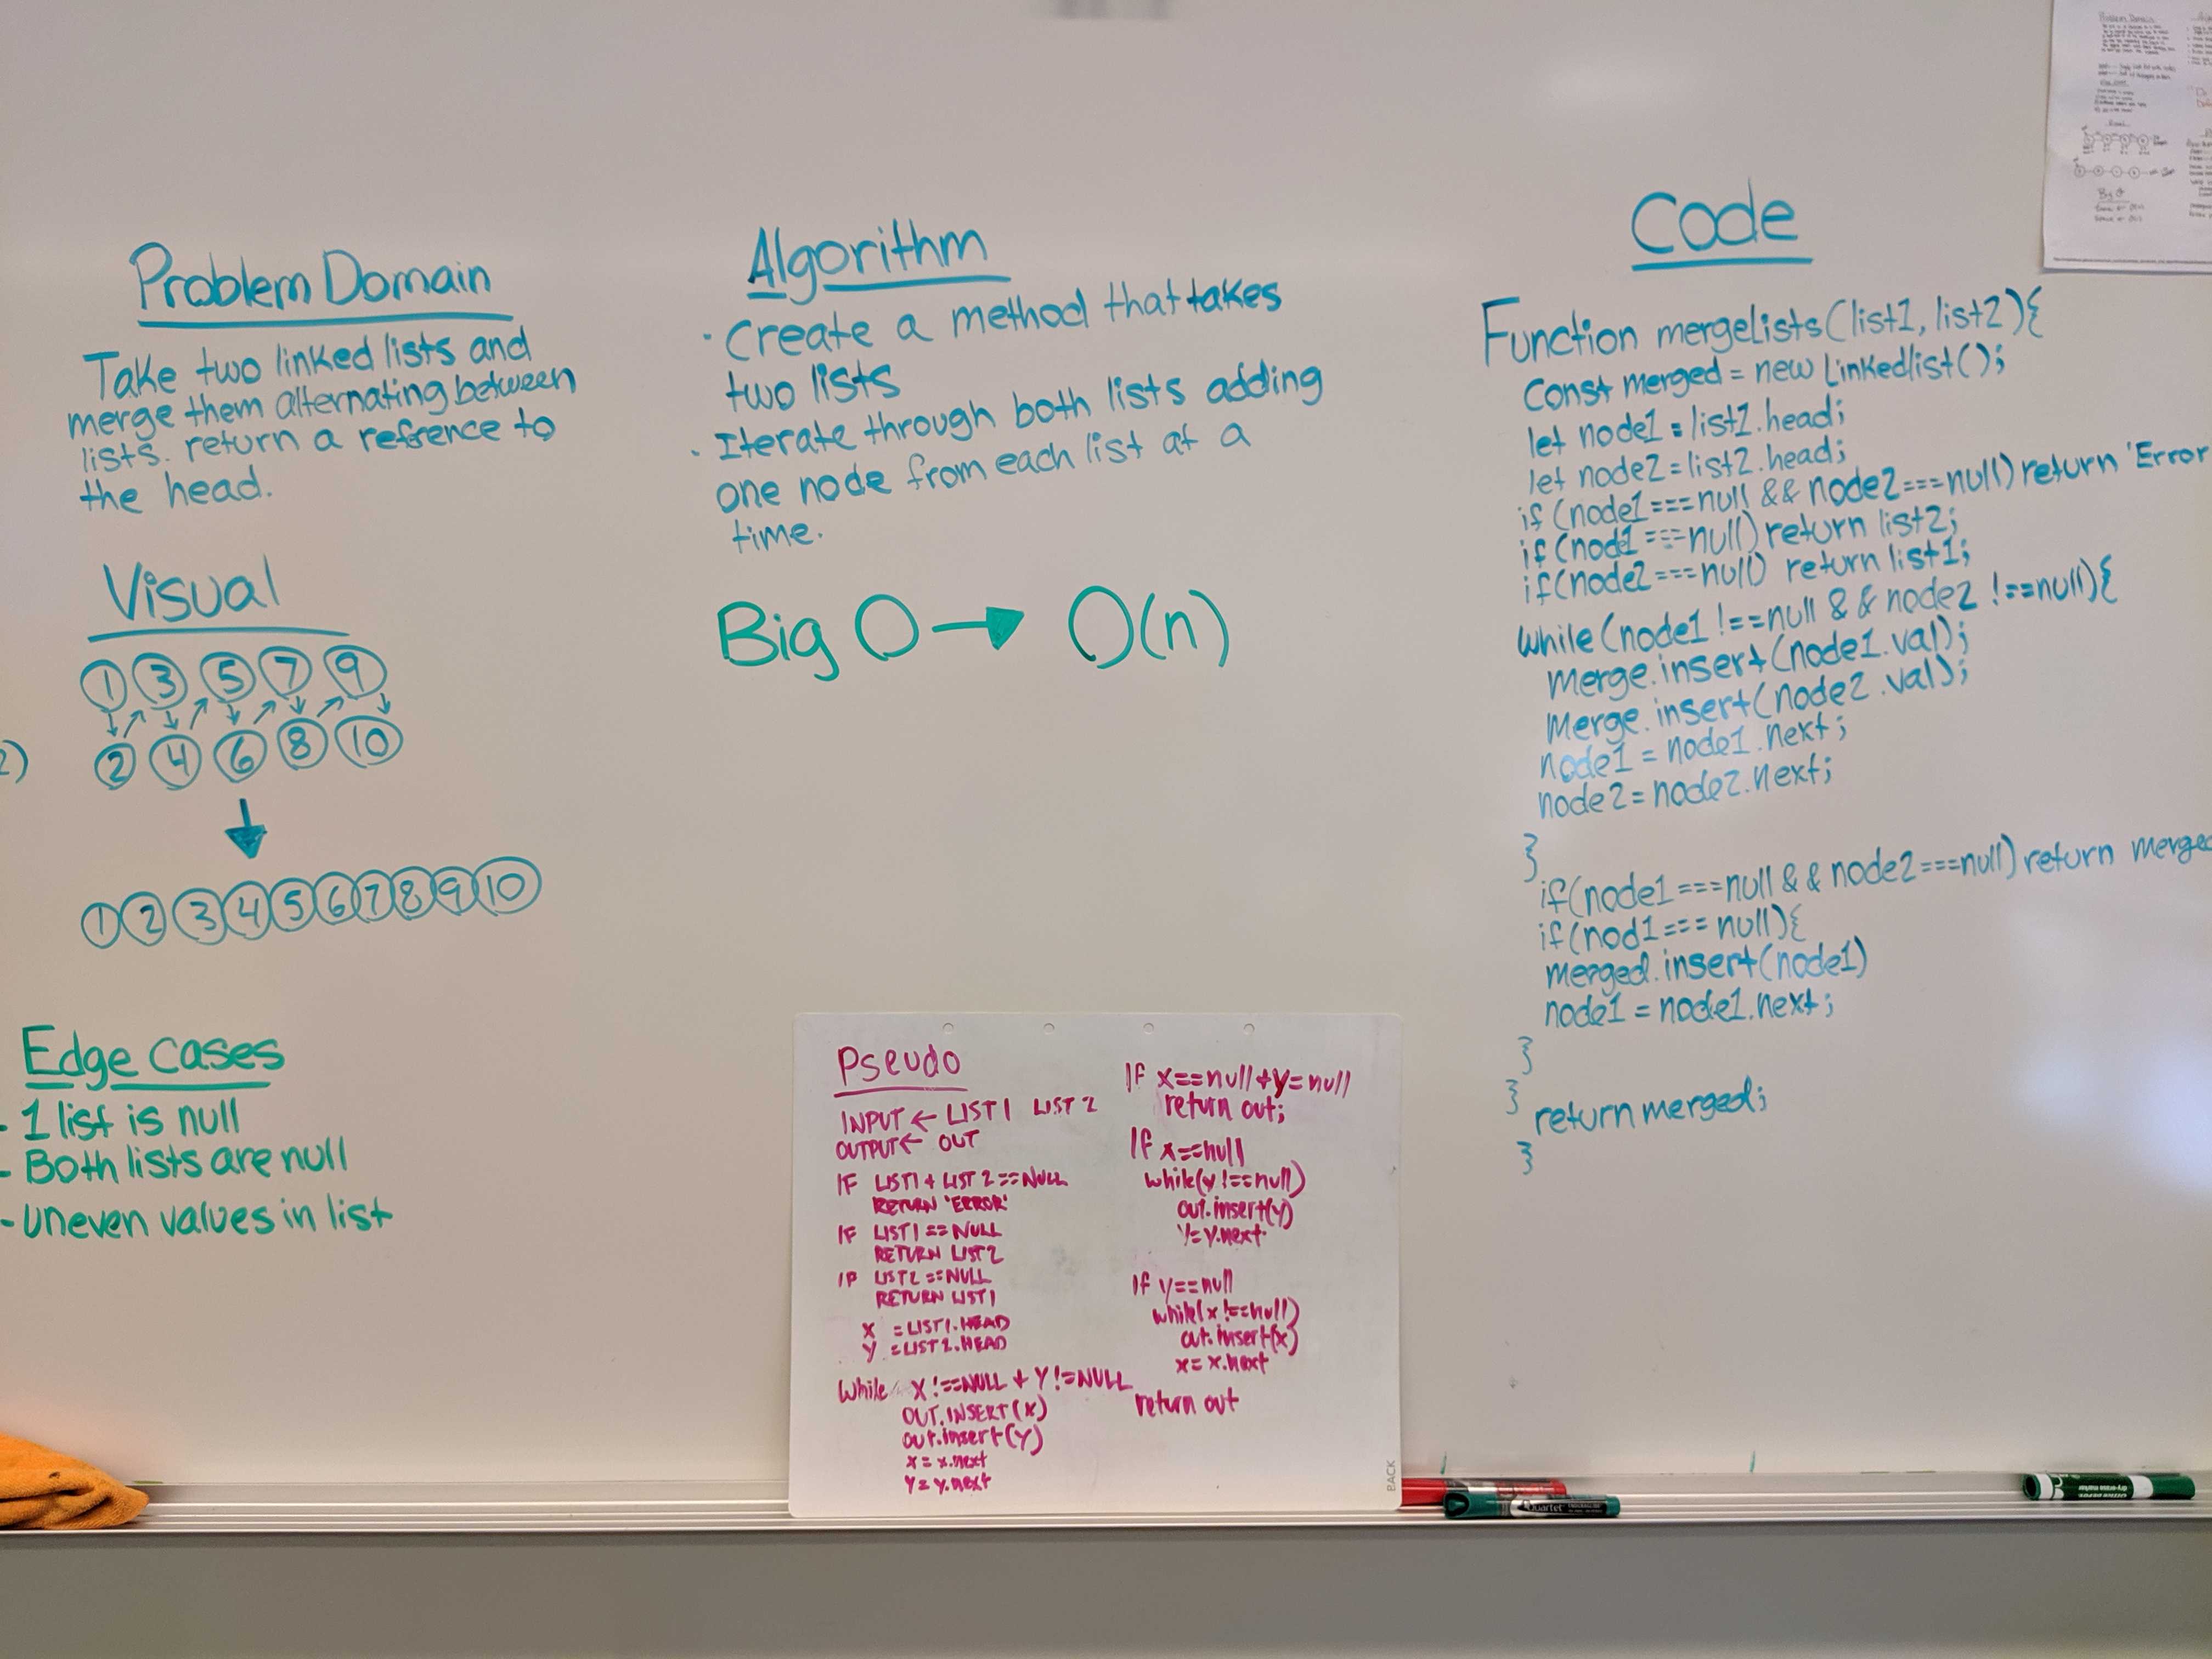 Problem Domain
Take two linked lists and
merge them alternating between
lists. return a refrence to
the head.
Visual
1 3 5 7 9
2)
2 4 6 8 10
1 2 3 4 5 6 7 8 9 10
Edge cases
- 1 list is null
- Both lists are null
- uneven values in list
Algorithm
· Create a method that takes
two lists
· Iterate through both lists adding
one node from each list at a
time.
Big O → O(n)
Pseudo
INPUT ← LIST1 LIST 2
OUTPUT ← OUT
IF LIST1 + LIST 2 == NULL
RETURN 'ERROR'
IF LIST1 == NULL
RETURN LIST2
IF LIST2 == NULL
RETURN LIST1
X = LIST1.HEAD
Y = LIST2.HEAD
While X !== NULL + Y != NULL
OUT.INSERT(X)
out.insert(Y)
x = x.next
Y = y.next
If x == null + y = null
return out;
If x == null
while(y !== null)
out.insert(y)
Y = y.next
If y == null
while(x !== null)
out.insert(x)
x = x.next
return out
BACK
Code
Function mergeLists(list1, list2){
Const merged = new Linkedlist();
let node1 = list1.head;
let node2 = list2.head;
if (node1 === null && node2 === null) return 'Error
if (node1 === null) return list2;
if (node2 === null) return list1;
while (node1 !== null && node2 !== null){
merge.insert(node1.val);
merge.insert(node2.val);
node1 = node1.next;
node2 = node2.next;
}
if(node1 === null && node2 === null) return merged
if(nod1 === null){
merged.insert(node1)
node1 = node1.next;
}
}
return merged;
}
Problem Domain
Visual
Big O
Quartet